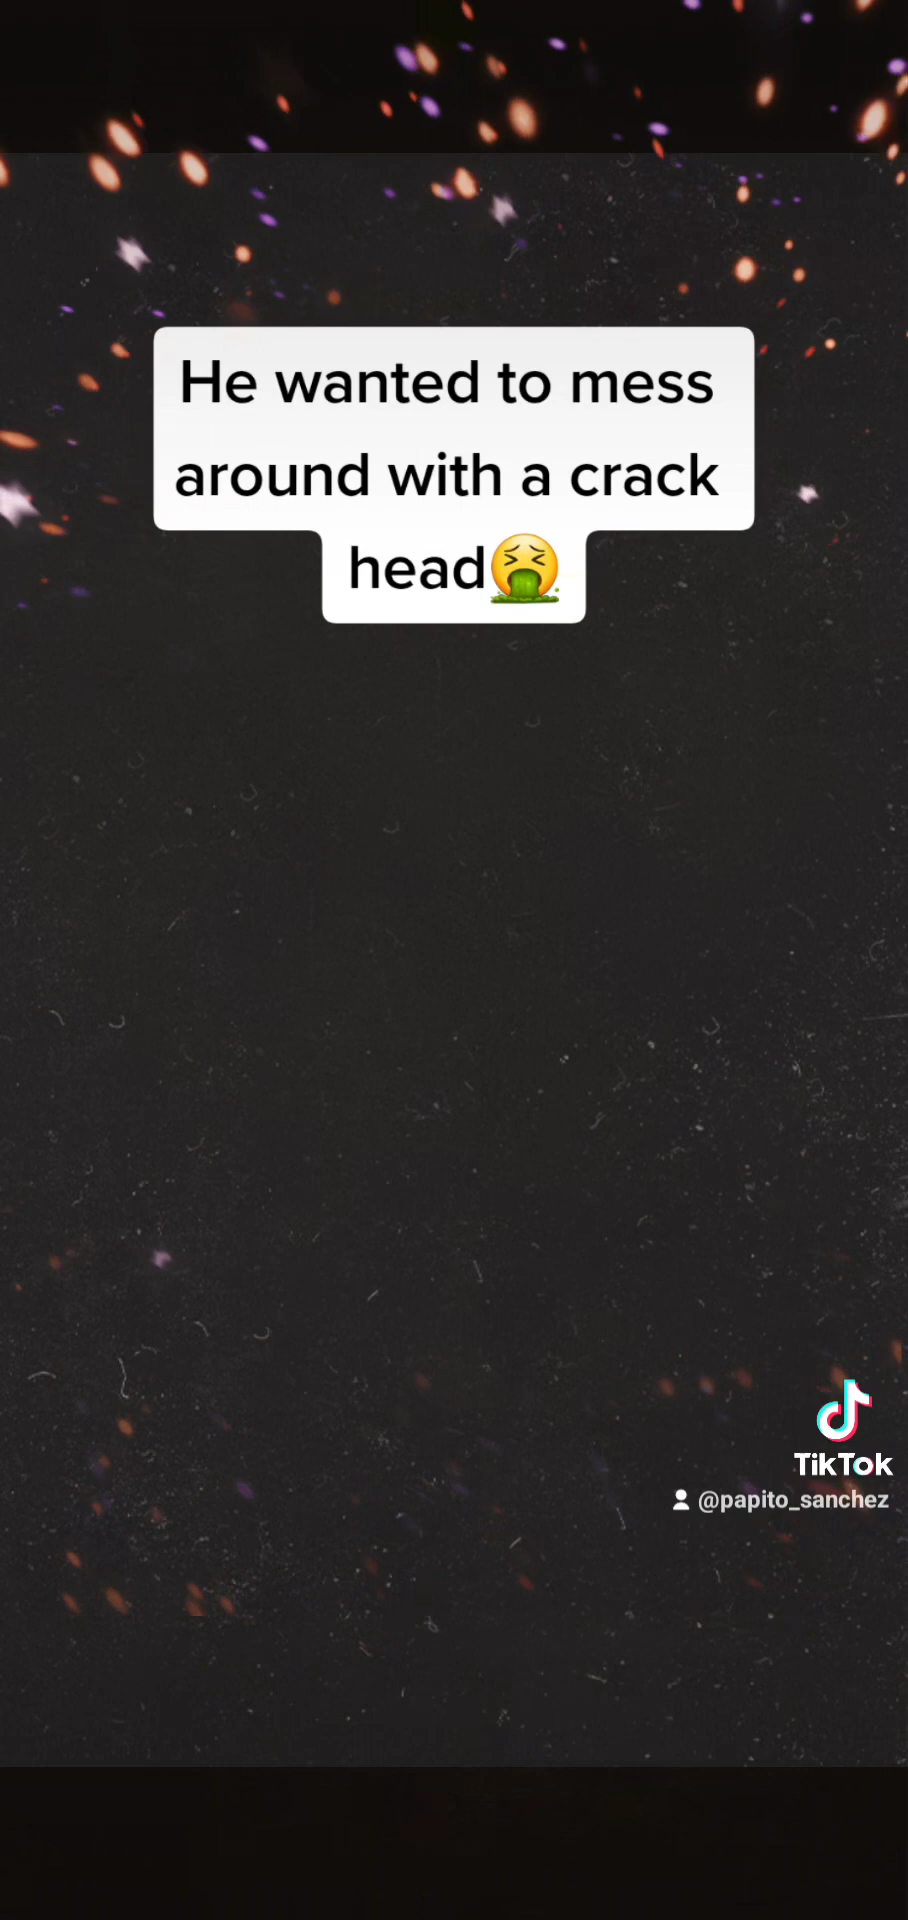 He wanted to mess
around with a crack
head🤮
TikTok
@papito_sanchez